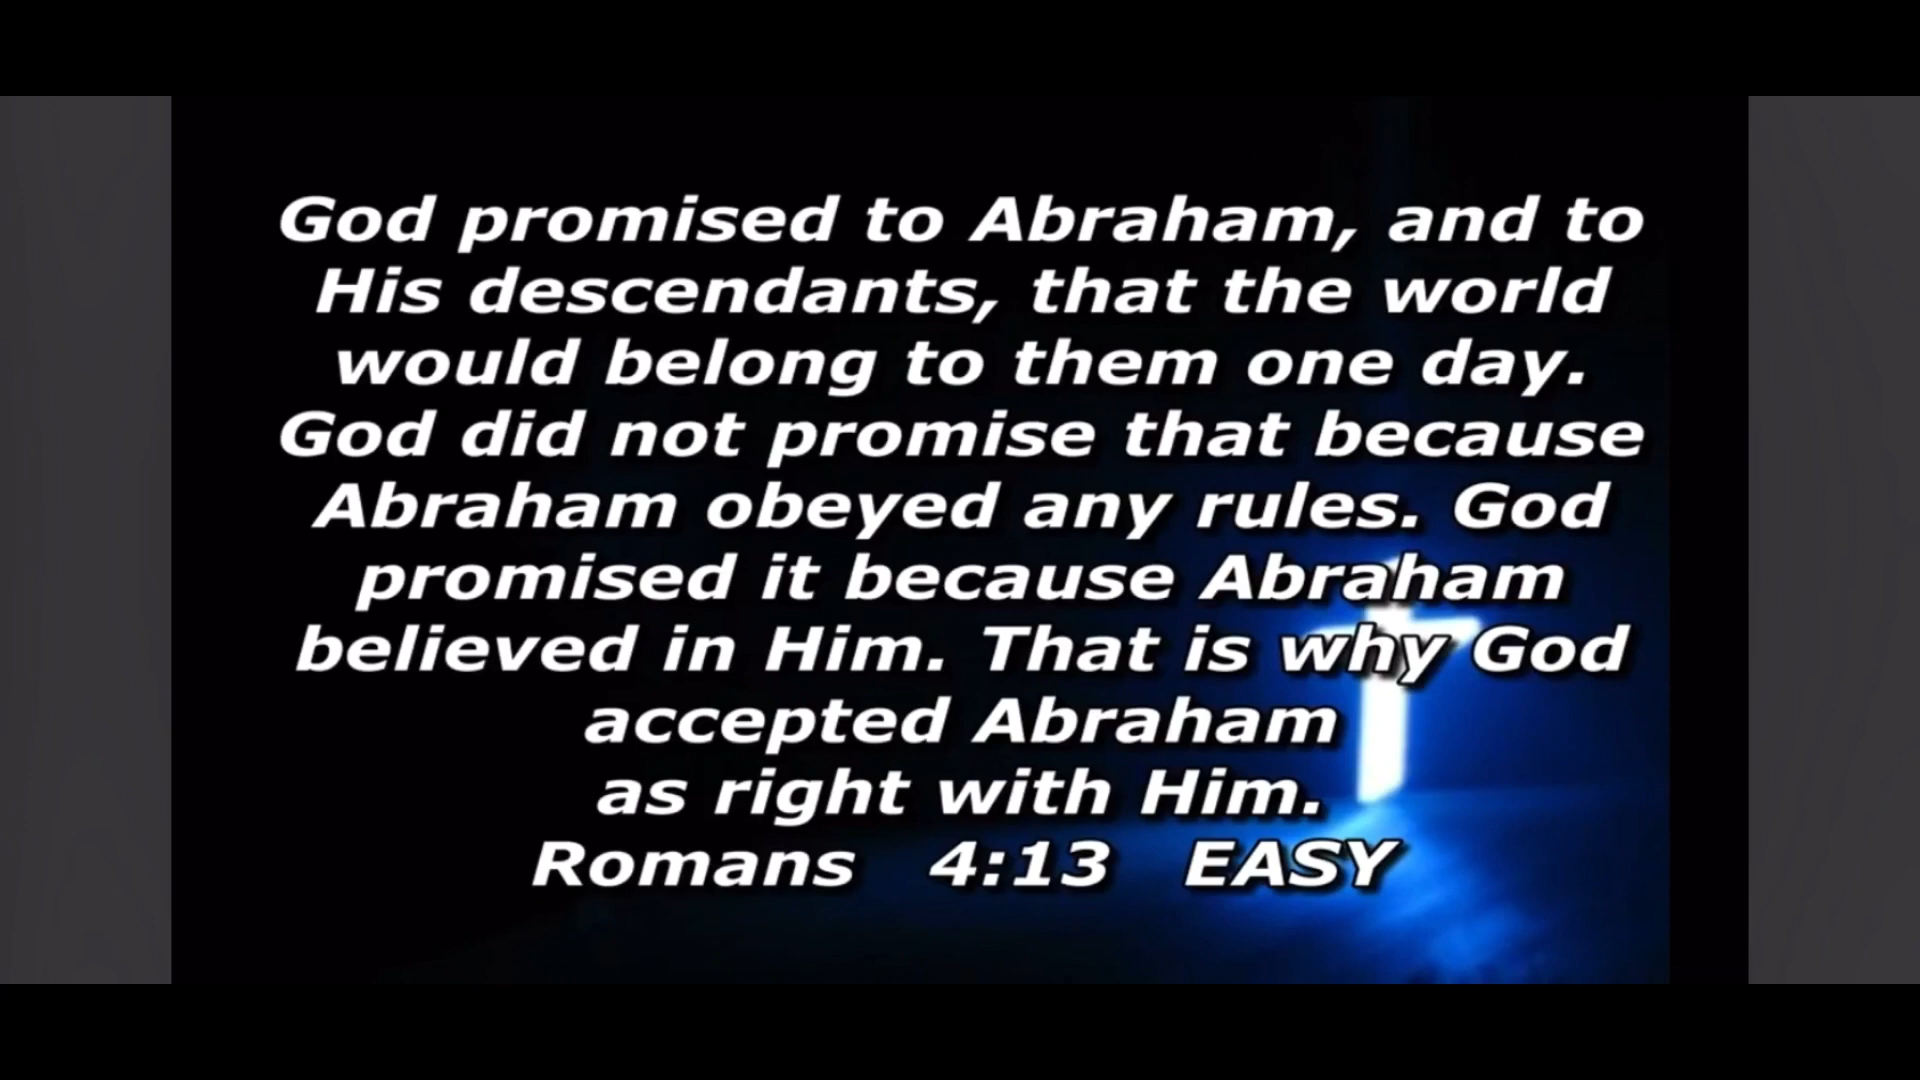 God promised to Abraham, and to
His descendants, that the world
would belong to them one day.
God did not promise that because
Abraham obeyed any rules. God
promised it because Abraham
believed in Him. That is why God
accepted Abraham
as right with Him.
Romans 4:13 EASY